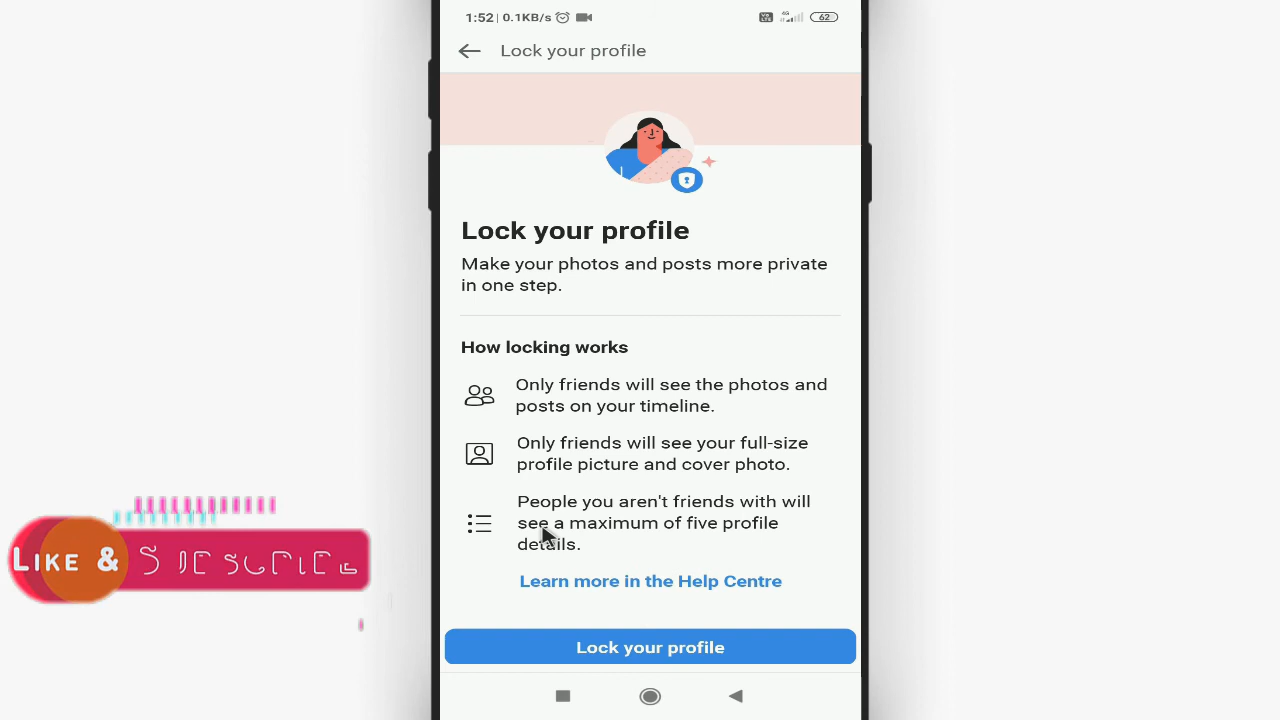 1:52 | 0.1KB/s
4G
62
Lock your profile
Lock your profile
Make your photos and posts more private
in one step.
How locking works
Only friends will see the photos and
posts on your timeline.
Only friends will see your full-size
profile picture and cover photo.
People you aren't friends with will
see a maximum of five profile
details.
Learn more in the Help Centre
Lock your profile
LIKE &